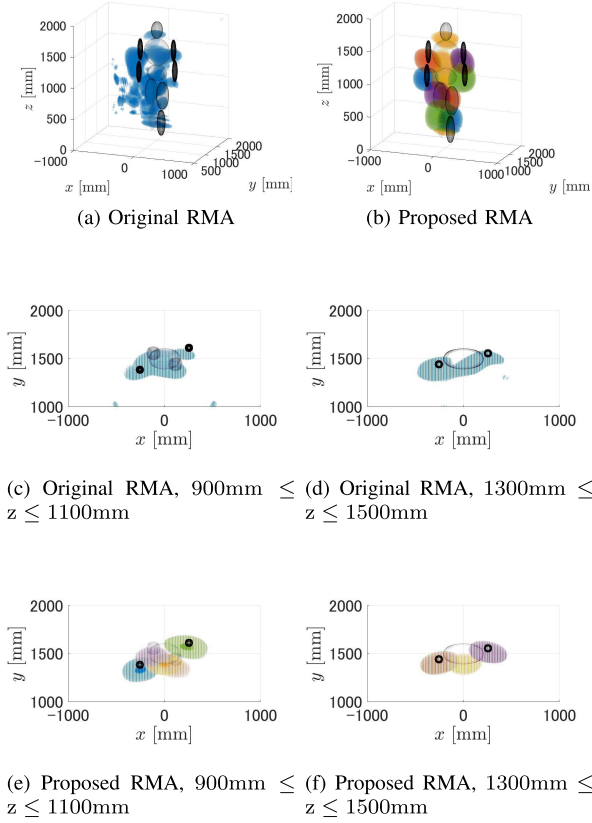 2000
1500
1000
500
0
z [mm]
-1000
0
1000
x [mm]
500
1000
1500
2000
y [mm]
(a) Original RMA
2000
1500
1000
500
0
z [mm]
-1000
0
1000
x [mm]
1000
1500
2000
y [mm]
(b) Proposed RMA
2000
1500
1000
y [mm]
-1000 0 1000
x [mm]
2000
1500
1000
y [mm]
-1000 0 1000
x [mm]
(c) Original RMA, 900mm ≤
z ≤ 1100mm
(d) Original RMA, 1300mm ≤
z ≤ 1500mm
2000
1500
1000
y [mm]
-1000 0 1000
x [mm]
2000
1500
1000
y [mm]
-1000 0 1000
x [mm]
(e) Proposed RMA, 900mm ≤
z ≤ 1100mm
(f) Proposed RMA, 1300mm ≤
z ≤ 1500mm